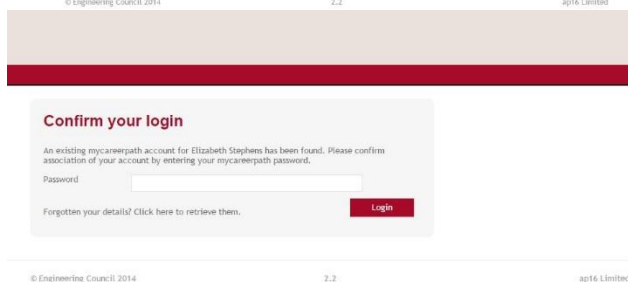 © Engineering Council 2014 2.2 ap16 Limited
Confirm your login
An existing mycareerpath account for Elizabeth Stephens has been found. Please confirm
association of your account by entering your mycareerpath password.
Password
Forgotten your details? Click here to retrieve them. Login
© Engineering Council 2014 2.2 ap16 Limited